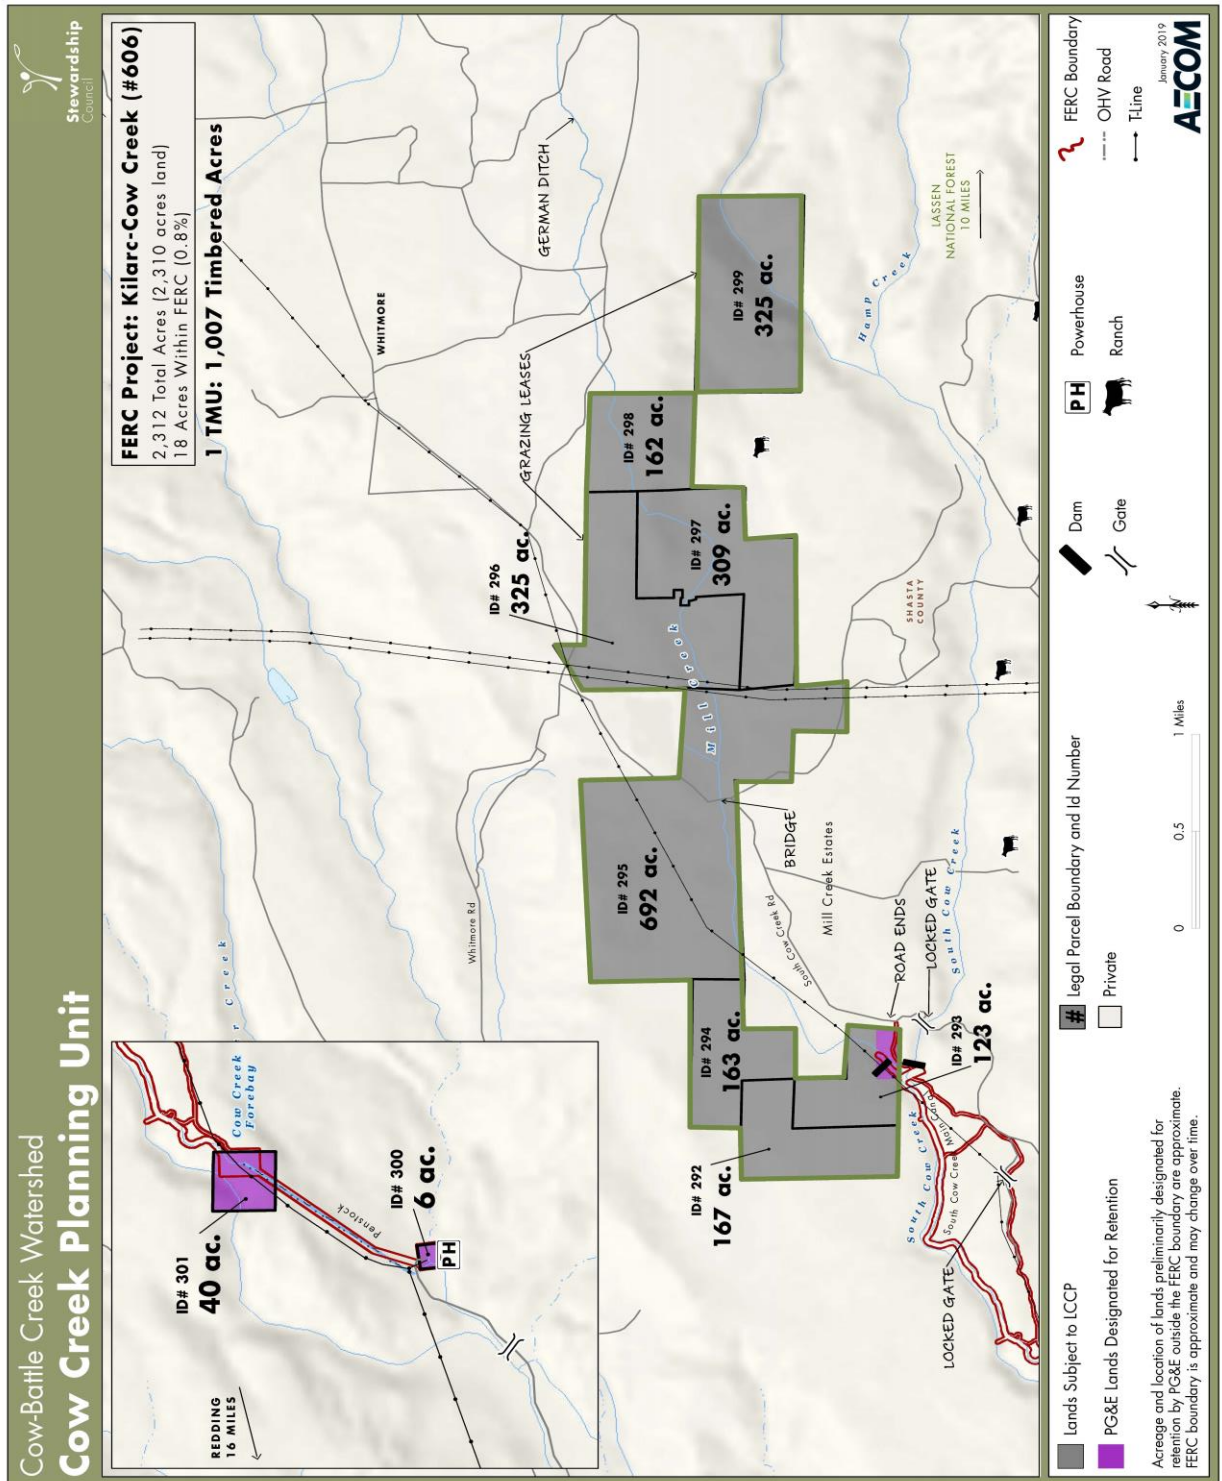 Cow-Battle Creek Watershed
Cow Creek Planning Unit
Stewardship
Council
FERC Project: Kilarc-Cow Creek (#606)
2,312 Total Acres (2,310 acres land)
18 Acres Within FERC (0.8%)
1 TMU: 1,007 Timbered Acres
REDDING
16 MILES
ID# 301
40 ac.
Cow Creek
Forebay
Penstock
ID# 300
6 ac.
PH
Whitmore Rd
WHITMORE
GERMAN DITCH
GRAZING LEASES
ID# 296
325 ac.
ID# 295
692 ac.
ID# 298
162 ac.
ID# 299
325 ac.
ID# 297
309 ac.
Mill Creek
ID# 294
163 ac.
ID# 292
167 ac.
BRIDGE
South Cow Creek Rd
Mill Creek Estates
ROAD ENDS
LOCKED GATE
South Cow Creek
ID# 293
123 ac.
South Cow Creek
South Cow Creek Main Canal
LOCKED GATE
SHASTA
COUNTY
Hamp Creek
LASSEN
NATIONAL FOREST
10 MILES
Lands Subject to LCCP
PG&E Lands Designated for Retention
# Legal Parcel Boundary and Id Number
Private
Dam
Gate
PH Powerhouse
Ranch
FERC Boundary
OHV Road
T-Line
Acreage and location of lands preliminarily designated for
retention by PG&E outside the FERC boundary are approximate.
FERC boundary is approximate and may change over time.
0 0.5 1 Miles
N
January 2019
AECOM